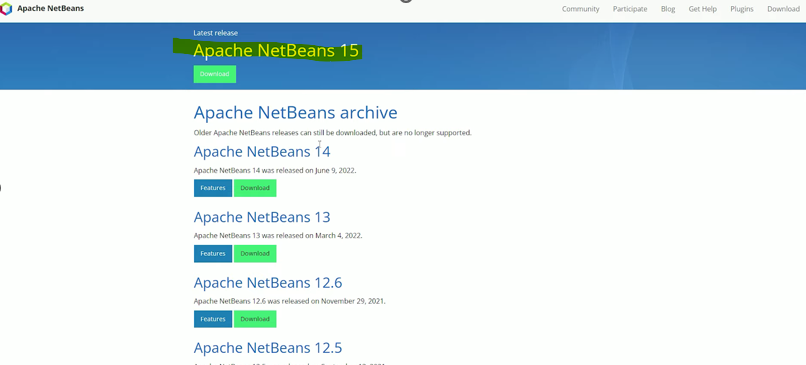 Apache NetBeans
Community Participate Blog Get Help Plugins Download
Latest release
Apache NetBeans 15
Download
Apache NetBeans archive
Older Apache NetBeans releases can still be downloaded, but are no longer supported.
Apache NetBeans 14
Apache NetBeans 14 was released on June 9, 2022.
Features Download
Apache NetBeans 13
Apache NetBeans 13 was released on March 4, 2022.
Features Download
Apache NetBeans 12.6
Apache NetBeans 12.6 was released on November 29, 2021.
Features Download
Apache NetBeans 12.5